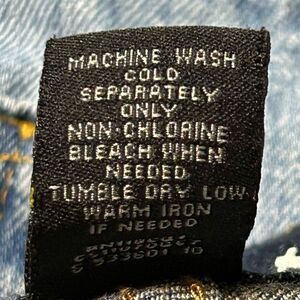 MACHINE WASH
COLD
SEPARATELY
ONLY
NON-CHLORINE
BLEACH WHEN
NEEDED
TUMBLE DRY LOW
WARM IRON
IF NEEDED